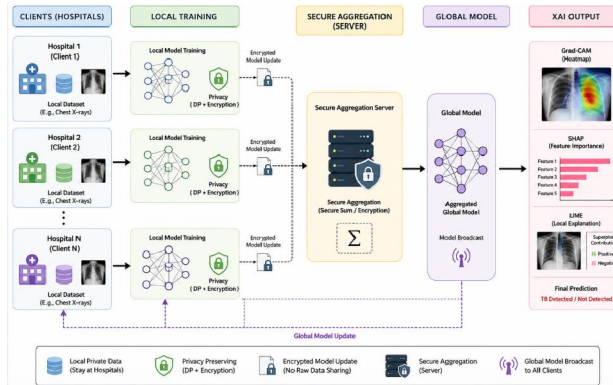 CLIENTS (HOSPITALS)
LOCAL TRAINING
SECURE AGGREGATION
(SERVER)
GLOBAL MODEL
XAI OUTPUT
Hospital 1
(Client 1)
Local Dataset
(E.g., Chest X-rays)
Local Model Training
Privacy
(DP + Encryption)
Encrypted
Model Update
Hospital 2
(Client 2)
Local Dataset
(E.g., Chest X-rays)
Local Model Training
Privacy
(DP + Encryption)
Encrypted
Model Update
Hospital N
(Client N)
Local Dataset
(E.g., Chest X-rays)
Local Model Training
Privacy
(DP + Encryption)
Encrypted
Model Update
Secure Aggregation Server
Secure Aggregation
(Secure Sum / Encryption)
Σ
Global Model
Aggregated
Global Model
Model Broadcast
Grad-CAM
(Heatmap)
SHAP
(Feature Importance)
Feature 1
Feature 2
Feature 3
Feature 4
Feature 5
LIME
(Local Explanation)
Superpixel
Contribution
Positive
Negative
Final Prediction
TB Detected / Not Detected
Global Model Update
Local Private Data
(Stay at Hospitals)
Privacy Preserving
(DP + Encryption)
Encrypted Model Update
(No Raw Data Sharing)
Secure Aggregation
(Server)
Global Model Broadcast
to All Clients